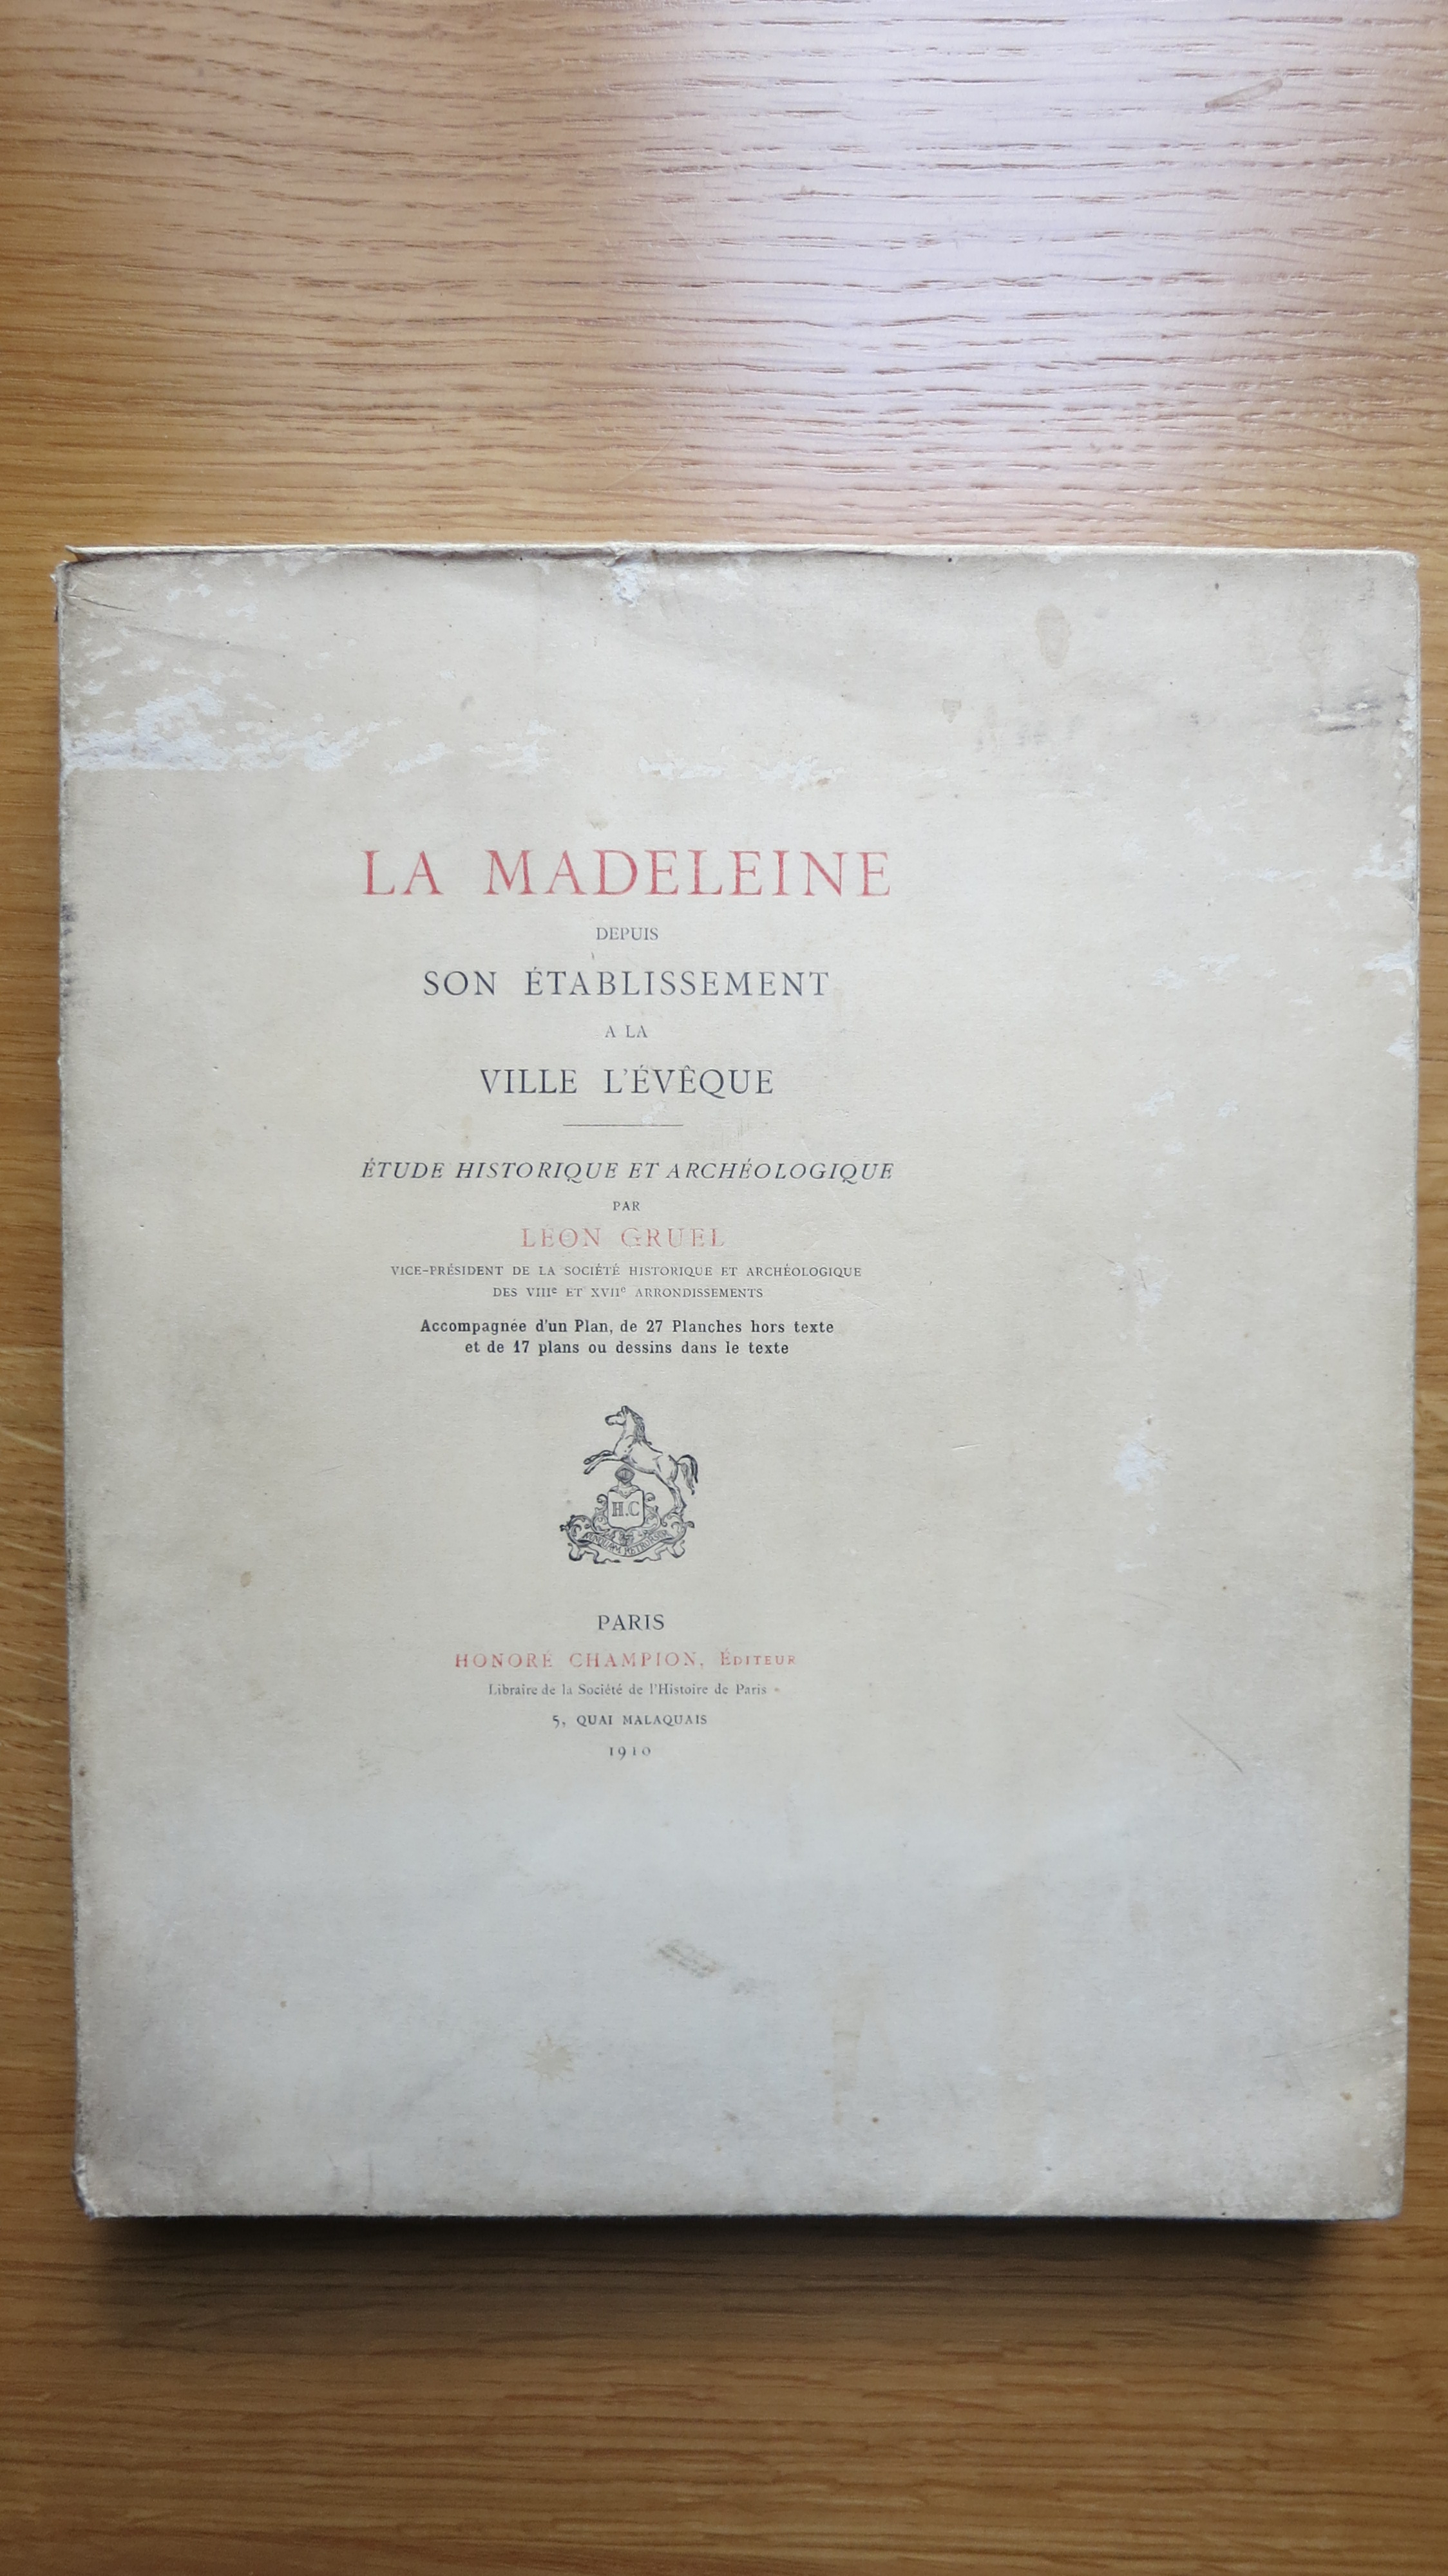 LA MADELEINE
DEPUIS
SON ÉTABLISSEMENT
A LA
VILLE L'ÉVÊQUE
ÉTUDE HISTORIQUE ET ARCHÉOLOGIQUE
PAR
LÉON GRUEL
VICE-PRÉSIDENT DE LA SOCIÉTÉ HISTORIQUE ET ARCHÉOLOGIQUE
DES VIIIe ET XVIIe ARRONDISSEMENTS
Accompagnée d'un Plan, de 27 Planches hors texte
et de 17 plans ou dessins dans le texte
H.C
PARIS
HONORÉ CHAMPION, ÉDITEUR
Libraire de la Société de l'Histoire de Paris
5, QUAI MALAQUAIS
1910